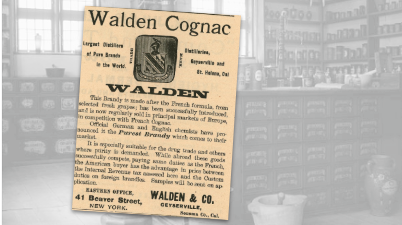 Walden Cognac
Largest Distillers
of Pure Brandy
in the World.
TRADE
MARK
Distilleries,
Geyserville and
St. Helena, Cal
WALDEN
This Brandy is made after the French formula, from
selected fresh grapes; has been successfully introduced,
and is now regularly sold in principal markets of Europe,
in competition with French Cognac.
Official German and English chemists have pro-
nounced it the Purest Brandy which comes to their
market.
It is especially suitable for the drug trade and others
where purity is demanded. While abroad these goods
successfully compete, paying same duties as the French,
the American buyer has the advantage in price between
the Internal Revenue tax assessed here and the Custom
duties on foreign brandies. Samples will be sent on ap-
plication.
EASTERN OFFICE,
41 Beaver Street,
NEW YORK.
WALDEN & CO.
GEYSERVILLE,
Sonoma Co., Cal.